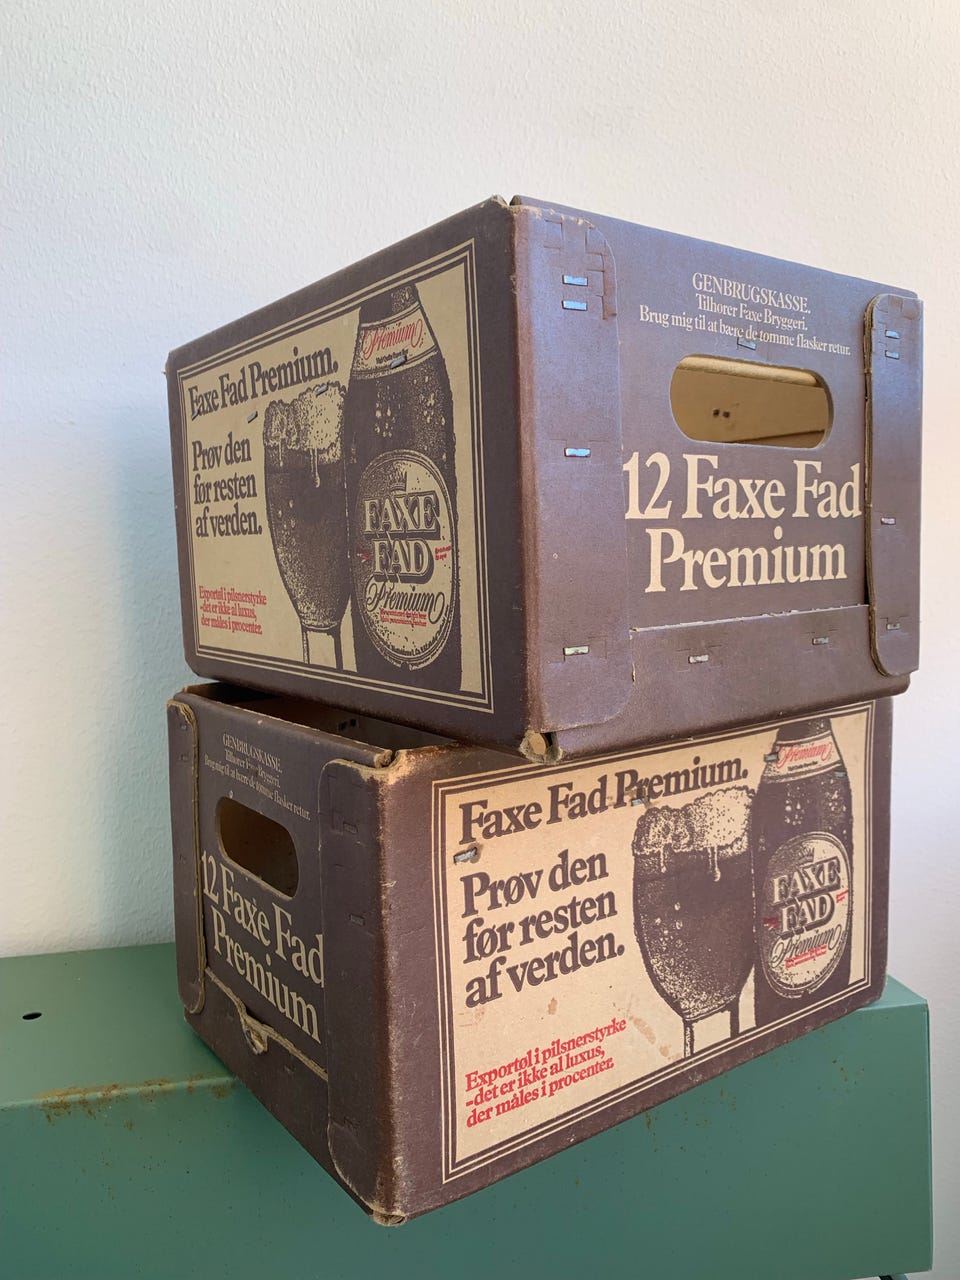 Faxe Fad Premium.
Prøv den
før resten
af verden.
Exportøl i pilsnerstyrke
-det er ikke al luxus,
der måles i procenter.
Premium
FAXE
FAD
Premium
GENBRUGSKASSE.
Tilhører Faxe Bryggeri.
Brug mig til at bære de tomme flasker retur.
12 Faxe Fad
Premium
GENBRUGSKASSE.
Tilhører Faxe Bryggeri.
Brug mig til at bære de tomme flasker retur.
12 Faxe Fad
Premium
Faxe Fad Premium.
Prøv den
før resten
af verden.
Exportøl i pilsnerstyrke
-det er ikke al luxus,
der måles i procenter.
Premium
FAXE
FAD
Premium